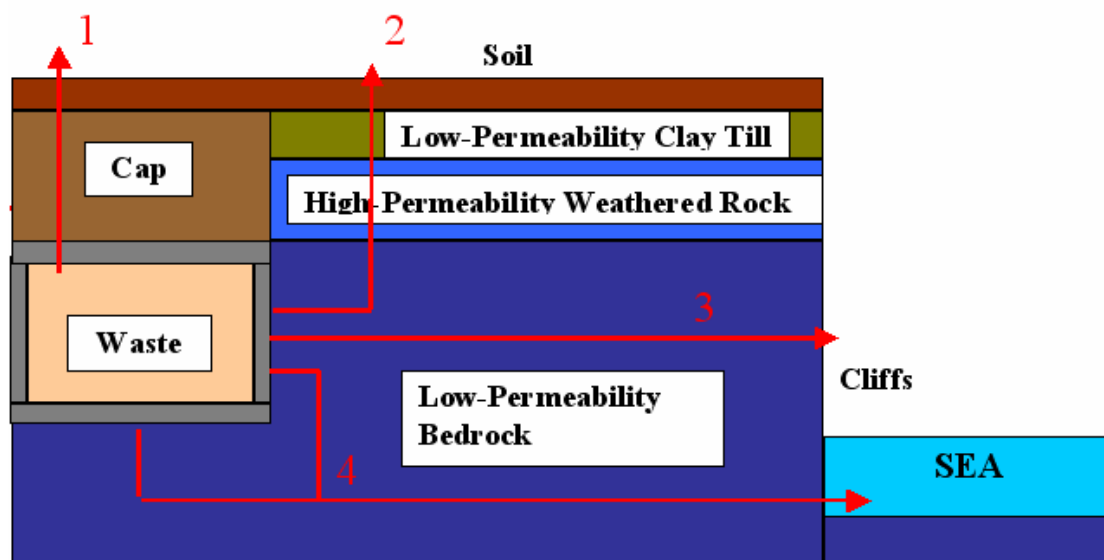 1
2
Soil
Low-Permeability Clay Till
Cap
High-Permeability Weathered Rock
3
Waste
Cliffs
Low-Permeability
Bedrock
4
SEA